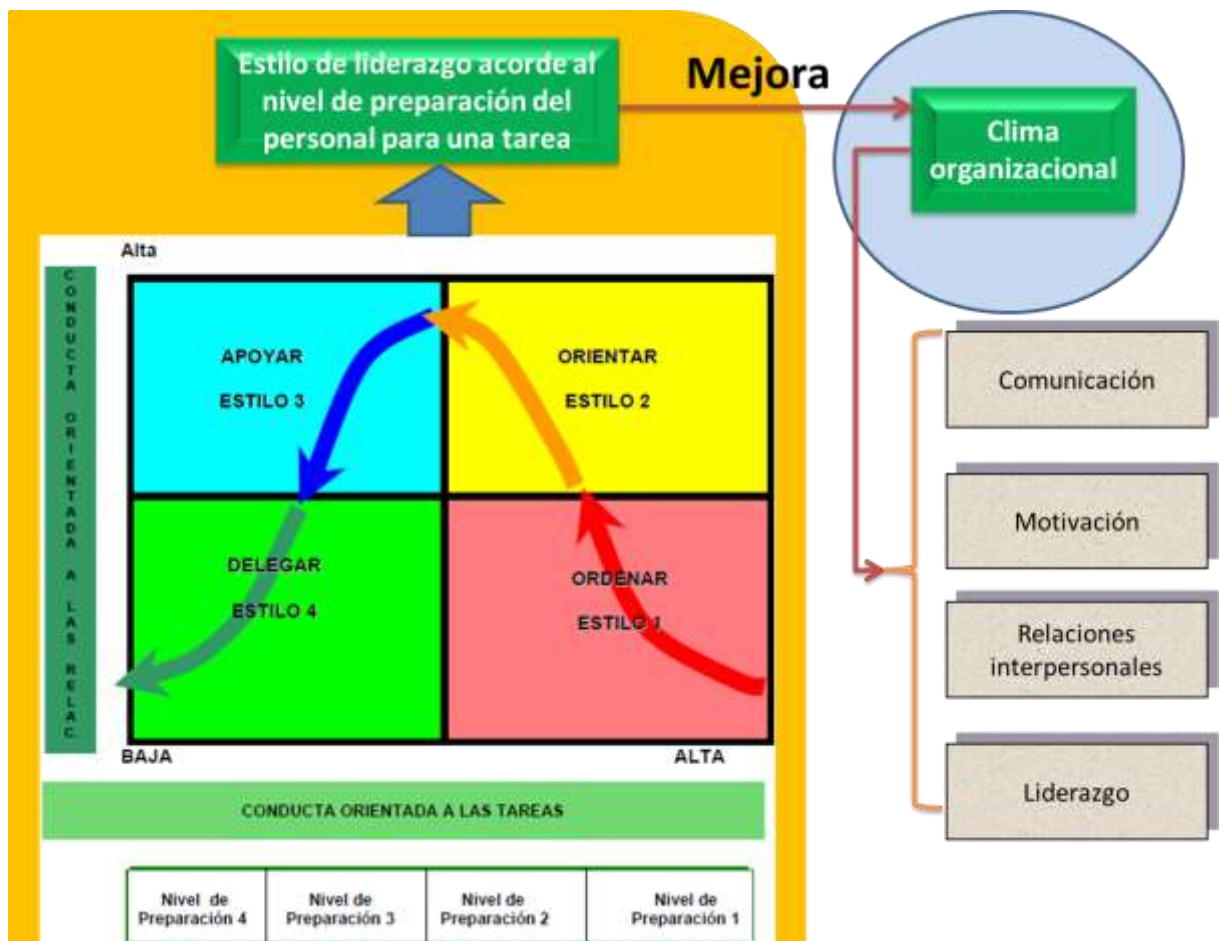 Estilo de liderazgo acorde al
nivel de preparación del
personal para una tarea
Mejora
Clima
organizacional
Alta
CONDUCTA ORIENTADA A LAS RELAC.
APOYAR
ESTILO 3
ORIENTAR
ESTILO 2
DELEGAR
ESTILO 4
ORDENAR
ESTILO 1
BAJA
ALTA
CONDUCTA ORIENTADA A LAS TAREAS
Nivel de
Preparación 4
Nivel de
Preparación 3
Nivel de
Preparación 2
Nivel de
Preparación 1
Comunicación
Motivación
Relaciones
interpersonales
Liderazgo